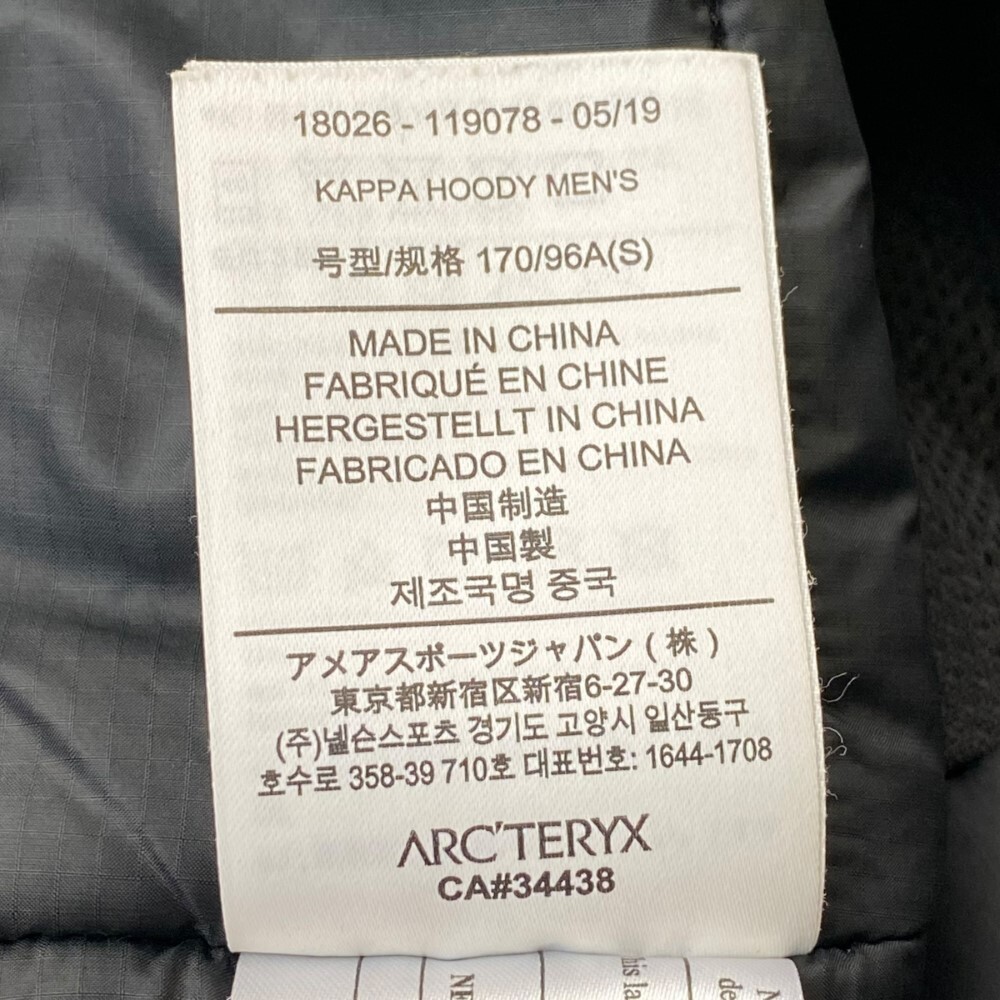 18026 - 119078 - 05/19
KAPPA HOODY MEN'S
号型/规格 170/96A(S)
MADE IN CHINA
FABRIQUÉ EN CHINE
HERGESTELLT IN CHINA
FABRICADO EN CHINA
中国制造
中国製
제조국명 중국
アメアスポーツジャパン ( 株 )
東京都新宿区新宿6-27-30
(주)넬슨스포츠 경기도 고양시 일산동구
호수로 358-39 710호 대표번호: 1644-1708
ARC'TERYX
CA#34438